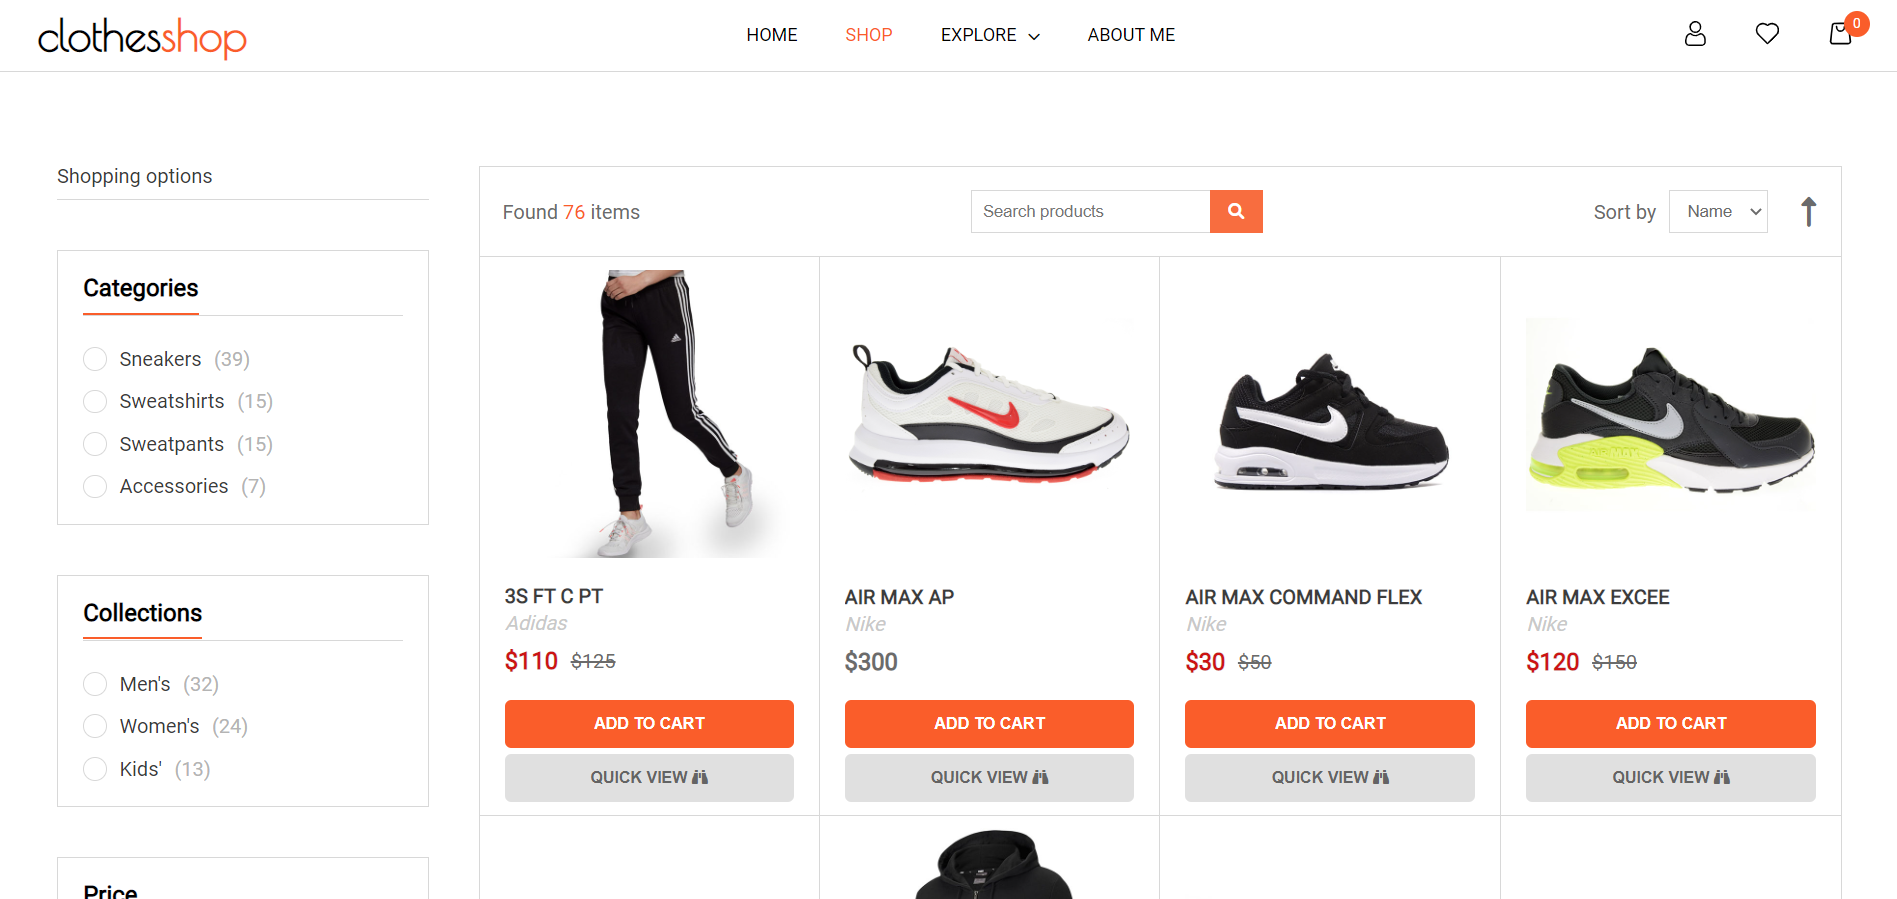 clothesshop
HOME SHOP EXPLORE ABOUT ME
0
Shopping options
Categories
Sneakers (39)
Sweatshirts (15)
Sweatpants (15)
Accessories (7)
Collections
Men's (32)
Women's (24)
Kids' (13)
Price
Found 76 items
Search products
Sort by Name
3S FT C PT
Adidas
$110 $125
ADD TO CART
QUICK VIEW
AIR MAX AP
Nike
$300
ADD TO CART
QUICK VIEW
AIR MAX COMMAND FLEX
Nike
$30 $50
ADD TO CART
QUICK VIEW
AIR MAX EXCEE
Nike
$120 $150
ADD TO CART
QUICK VIEW